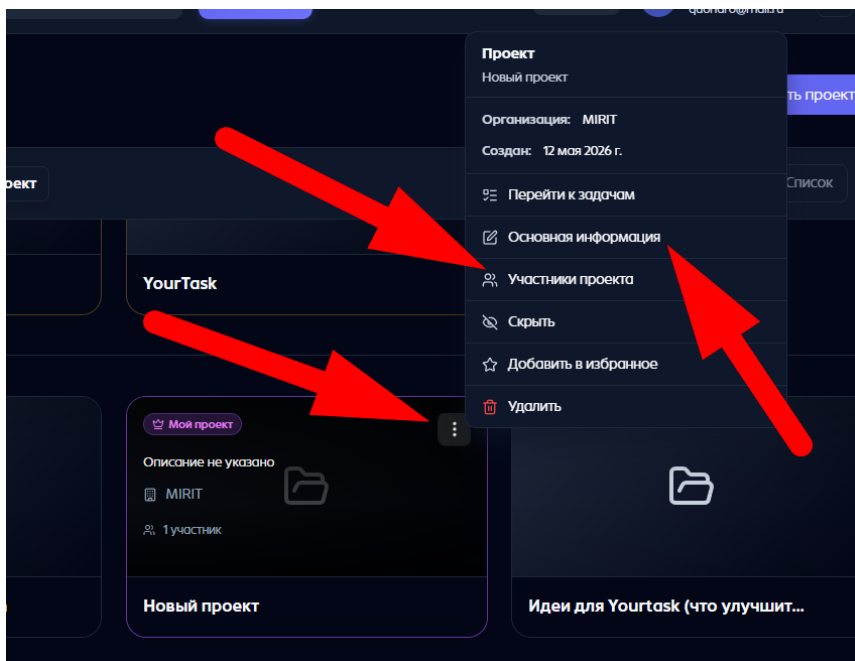 Проект
Новый проект
ть проект
Организация: MIRIT
Создан: 12 мая 2026 г.
оект
Список
Перейти к задачам
Основная информация
Участники проекта
Скрыть
Добавить в избранное
Удалить
YourTask
Мой проект
Описание не указано
MIRIT
1 участник
Новый проект
Идеи для Yourtask (что улучшит...